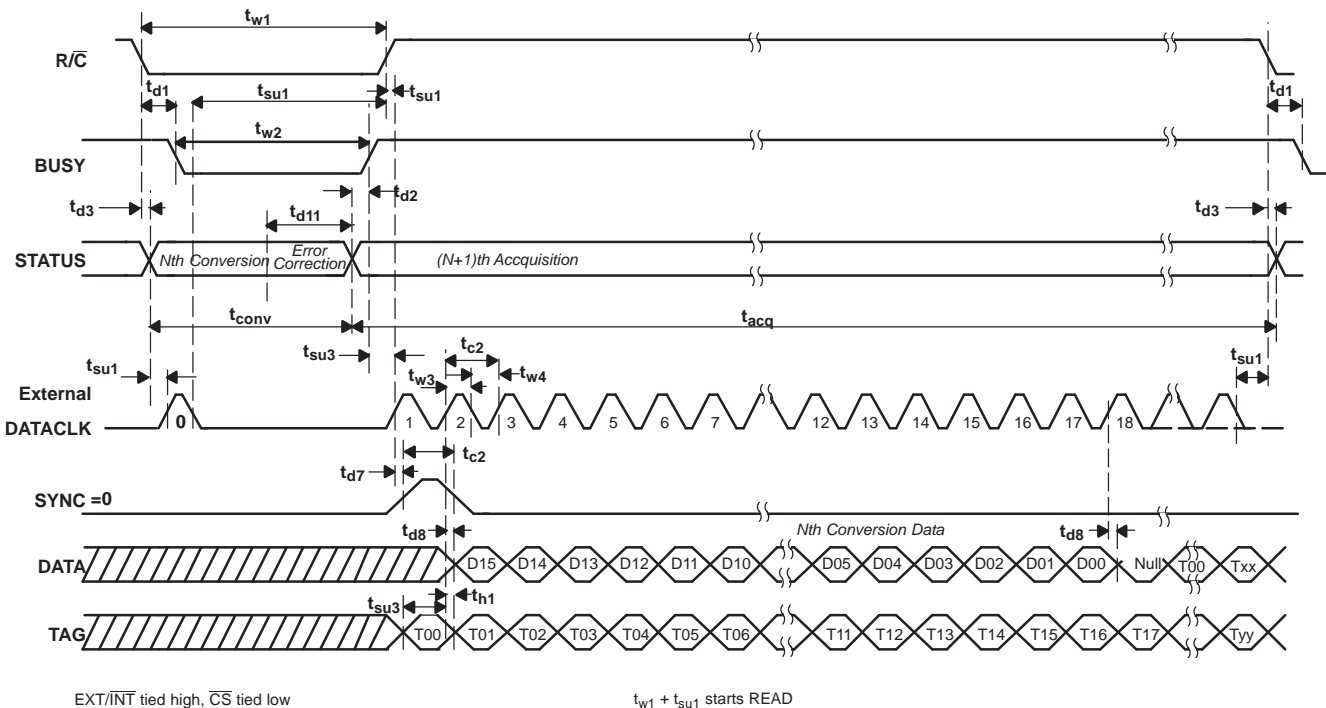 tw1
R/C̅
td1
tsu1
tsu1
td1
tw2
BUSY
td2
td3
td11
td3
STATUS
Nth Conversion
Error
Correction
(N+1)th Accquisition
tconv
tacq
tsu3
tc2
tsu1
tsu1
tw3
tw4
External
DATACLK
0
1
2
3
4
5
6
7
12
13
14
15
16
17
18
tc2
td7
SYNC =0
Nth Conversion Data
td8
td8
DATA
D15
D14
D13
D12
D11
D10
D05
D04
D03
D02
D01
D00
Null
T00
Txx
tsu3
th1
TAG
T00
T01
T02
T03
T04
T05
T06
T11
T12
T13
T14
T15
T16
T17
Tyy
EXT/I̅N̅T̅ tied high, C̅S̅ tied low
tw1 + tsu1 starts READ